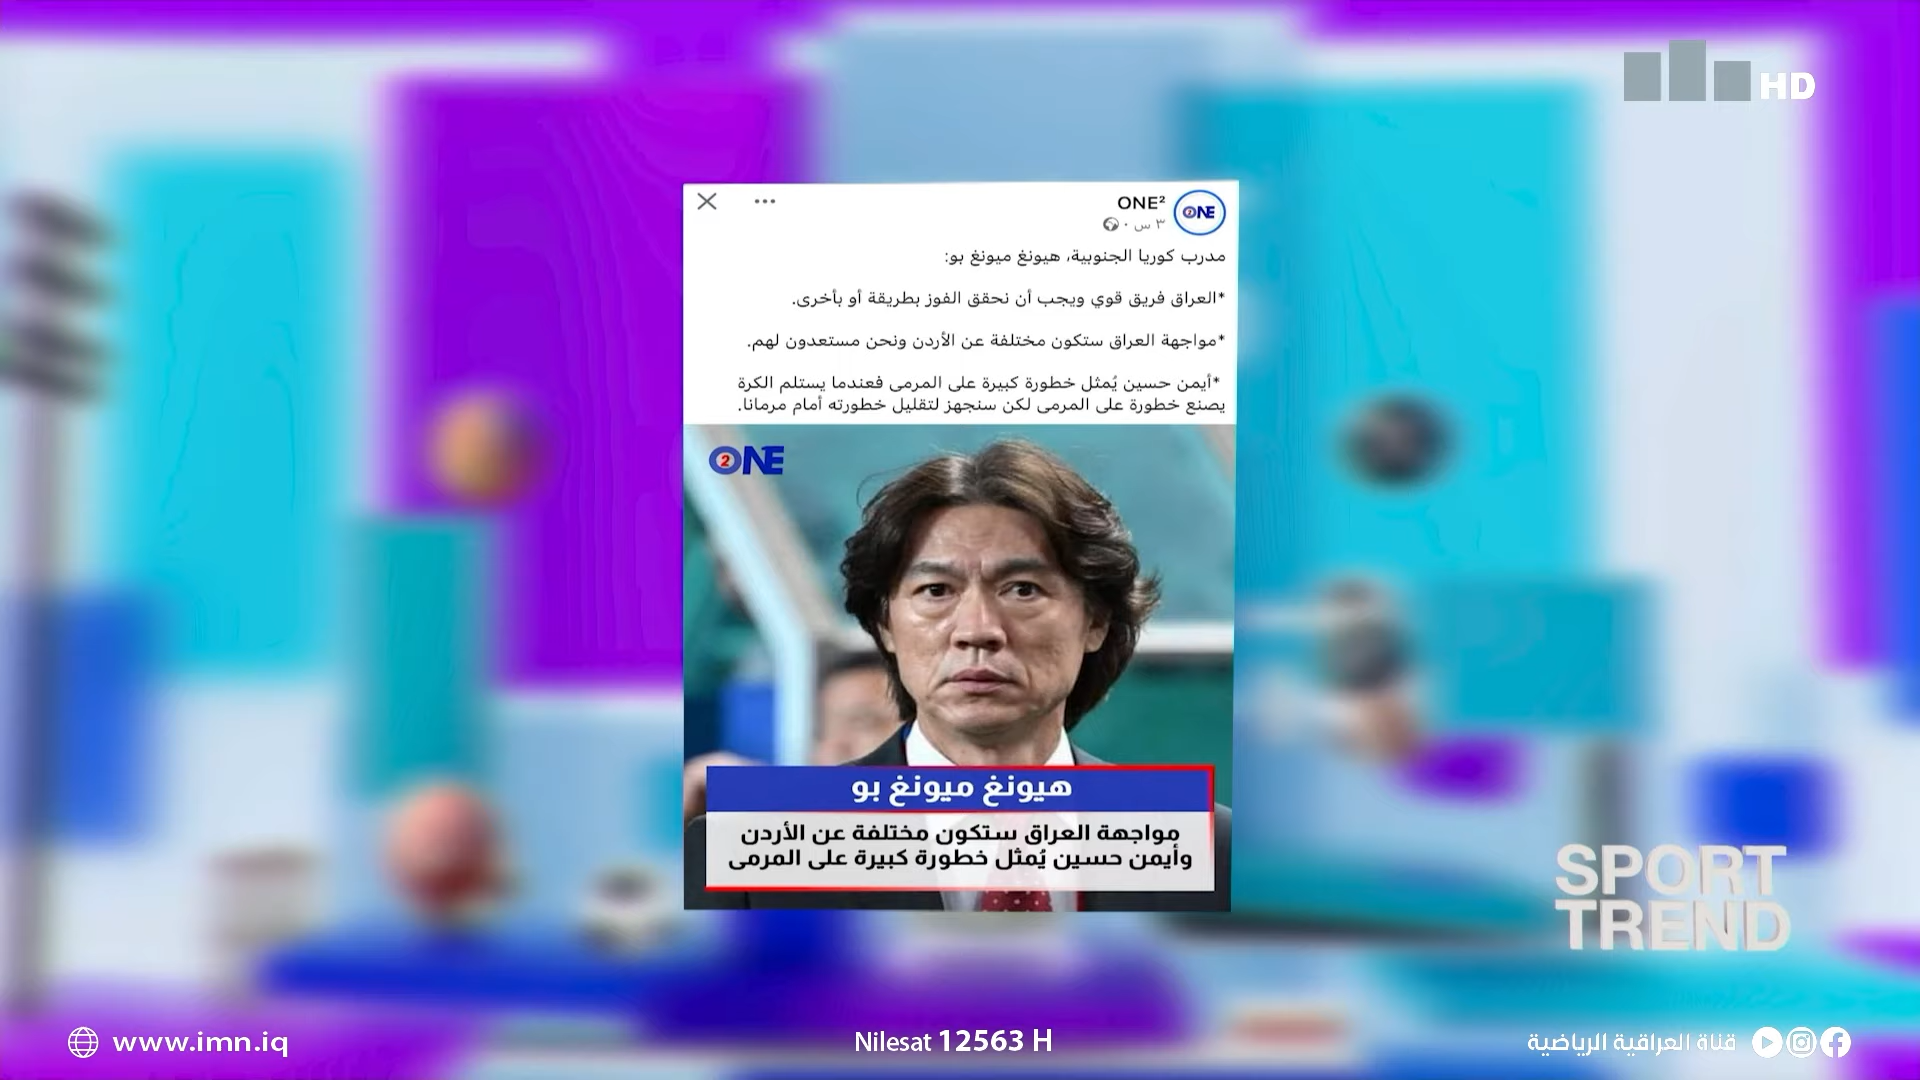 HD
ONE²
ONE
٣ س
مدرب كوريا الجنوبية، هيونغ ميونغ بو:
*العراق فريق قوي ويجب أن نحقق الفوز بطريقة أو بأخرى.
*مواجهة العراق ستكون مختلفة عن الأردن ونحن مستعدون لهم.
*أيمن حسين يُمثل خطورة كبيرة على المرمى فعندما يستلم الكرة
يصنع خطورة على المرمى لكن سنجهز لتقليل خطورته أمام مرمانا.
ONE
2
هيونغ ميونغ بو
مواجهة العراق ستكون مختلفة عن الأردن
وأيمن حسين يُمثل خطورة كبيرة على المرمى
SPORT
TREND
www.imn.iq
Nilesat 12563 H
قناة العراقية الرياضية